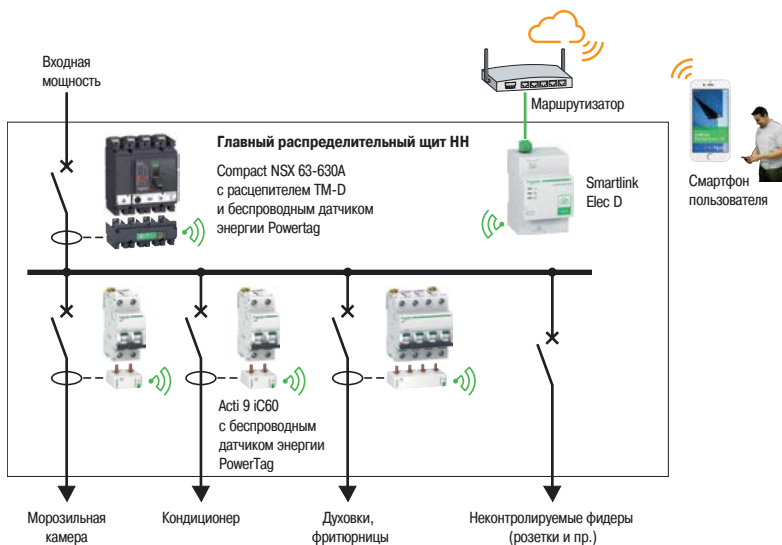 Входная
мощность
Маршрутизатор
Главный распределительный щит НН
Compact NSX 63-630A
с расцепителем TM-D
и беспроводным датчиком
энергии Powertag
Smartlink
Elec D
Смартфон
пользователя
Acti 9 iC60
с беспроводным
датчиком энергии
PowerTag
Морозильная
камера
Кондиционер
Духовки,
фритюрницы
Неконтролируемые фидеры
(розетки и пр.)